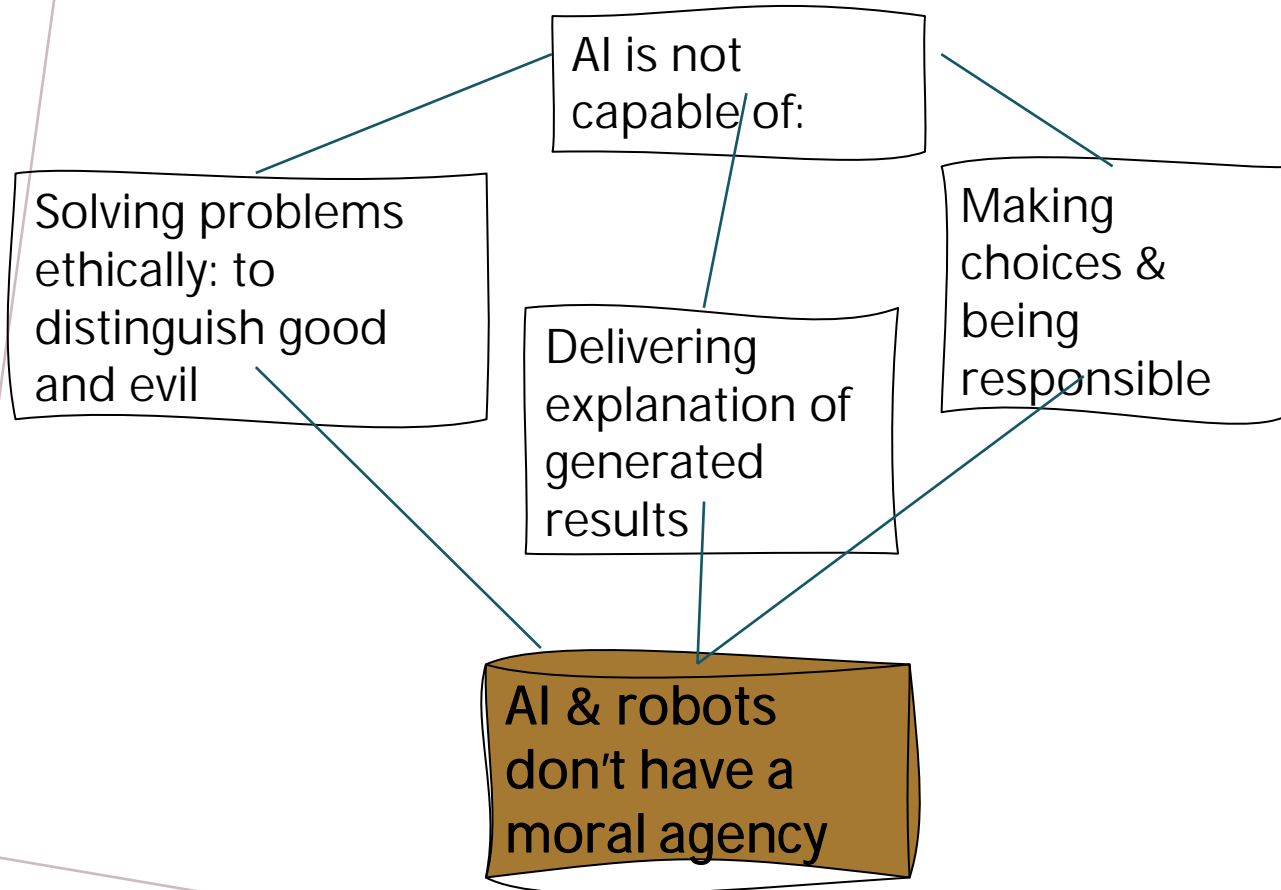 AI is not
capable of:
Solving problems
ethically: to
distinguish good
and evil
Delivering
explanation of
generated
results
Making
choices &
being
responsible
AI & robots
don't have a
moral agency